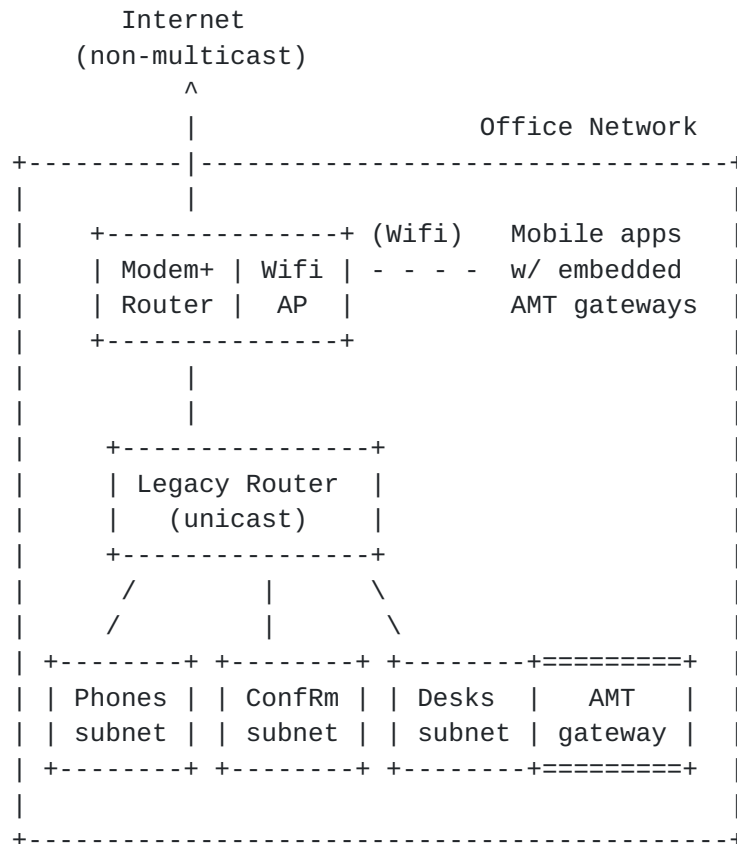 Internet
(non-multicast)
^
|                  Office Network
+----------|---------------------------------+
|          |                                 |
|    +---------------+ (Wifi)   Mobile apps  |
|    | Modem+ | Wifi | - - - -  w/ embedded  |
|    | Router |  AP  |          AMT gateways |
|    +---------------+                       |
|          |                                 |
|          |                                 |
|     +----------------+                     |
|     | Legacy Router  |                     |
|     |   (unicast)    |                     |
|     +----------------+                     |
|      /        |      \                     |
|     /         |       \                    |
| +--------+ +--------+ +--------+=========+  |
| | Phones | | ConfRm | | Desks  |   AMT   |  |
| | subnet | | subnet | | subnet | gateway |  |
| +--------+ +--------+ +--------+=========+  |
|                                            |
+--------------------------------------------+